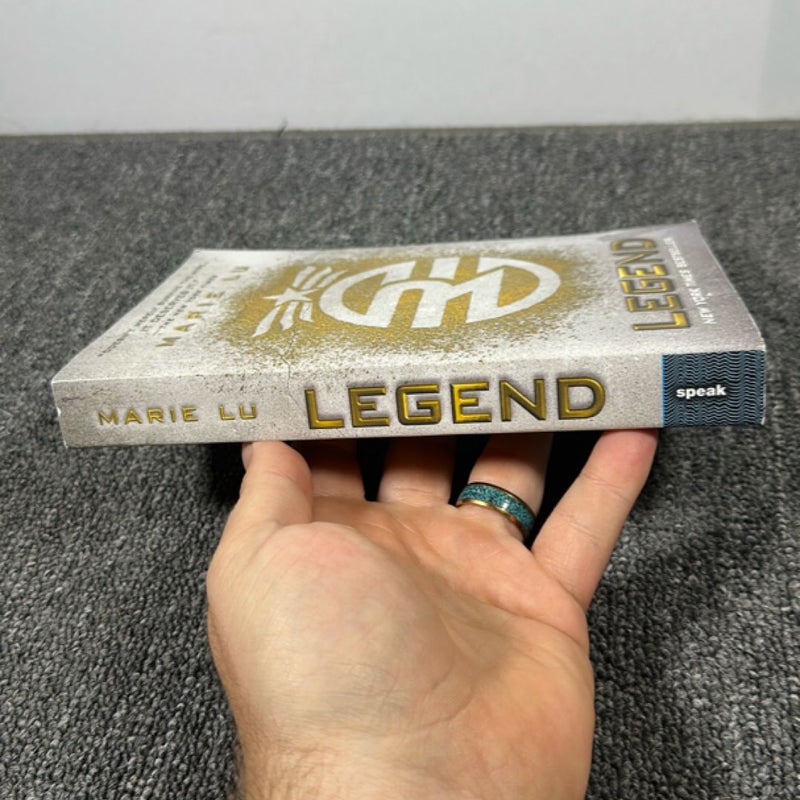 MARIE LU
LEGEND
NEW YORK TIMES BESTSELLER
MARIE LU
LEGEND
speak